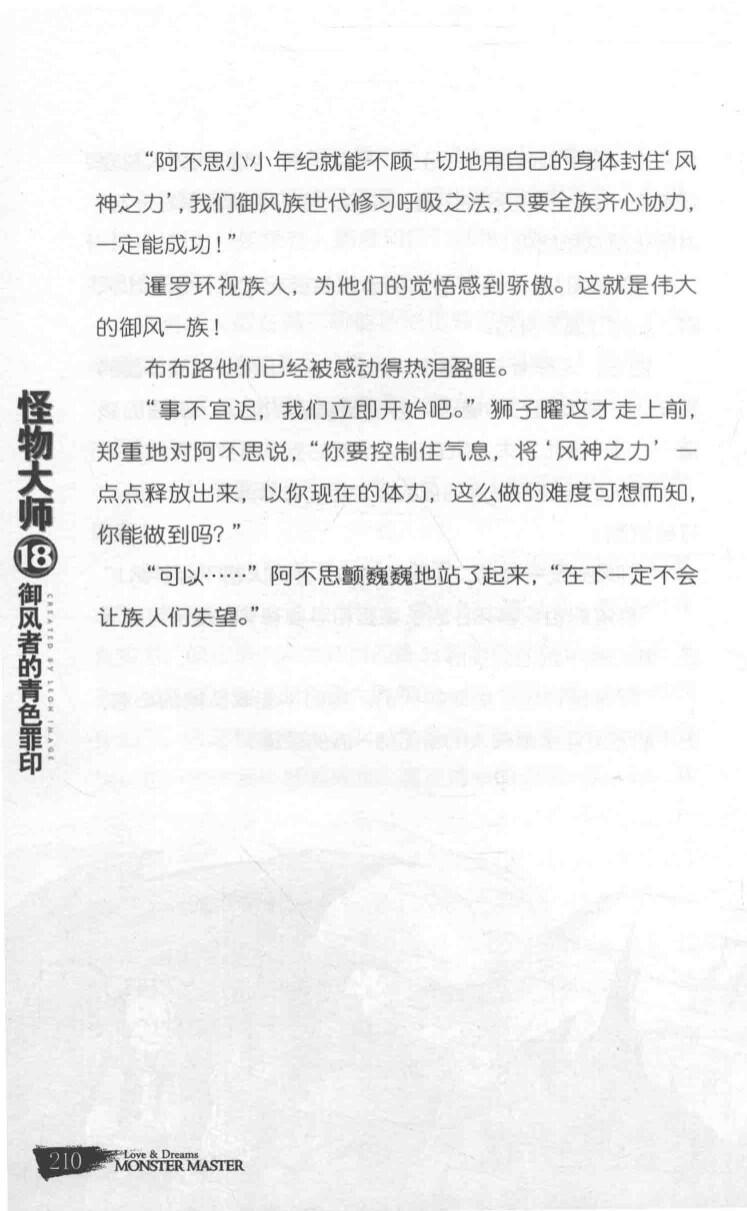 “阿不思小小年纪就能不顾一切地用自己的身体封住‘风
神之力’,我们御风族世代修习呼吸之法,只要全族齐心协力,
一定能成功!”
暹罗环视族人,为他们的觉悟感到骄傲。这就是伟大
的御风一族!
布布路他们已经被感动得热泪盈眶。
“事不宜迟,我们立即开始吧。”狮子曜这才走上前,
郑重地对阿不思说,“你要控制住气息,将‘风神之力’一
点点释放出来,以你现在的体力,这么做的难度可想而知,
你能做到吗?”
“可以……”阿不思颤巍巍地站了起来,“在下一定不会
让族人们失望。”
怪物大师⑱御风者的青色罪印
CREATED BY LEON IMAGE
210
Love & Dreams
MONSTER MASTER